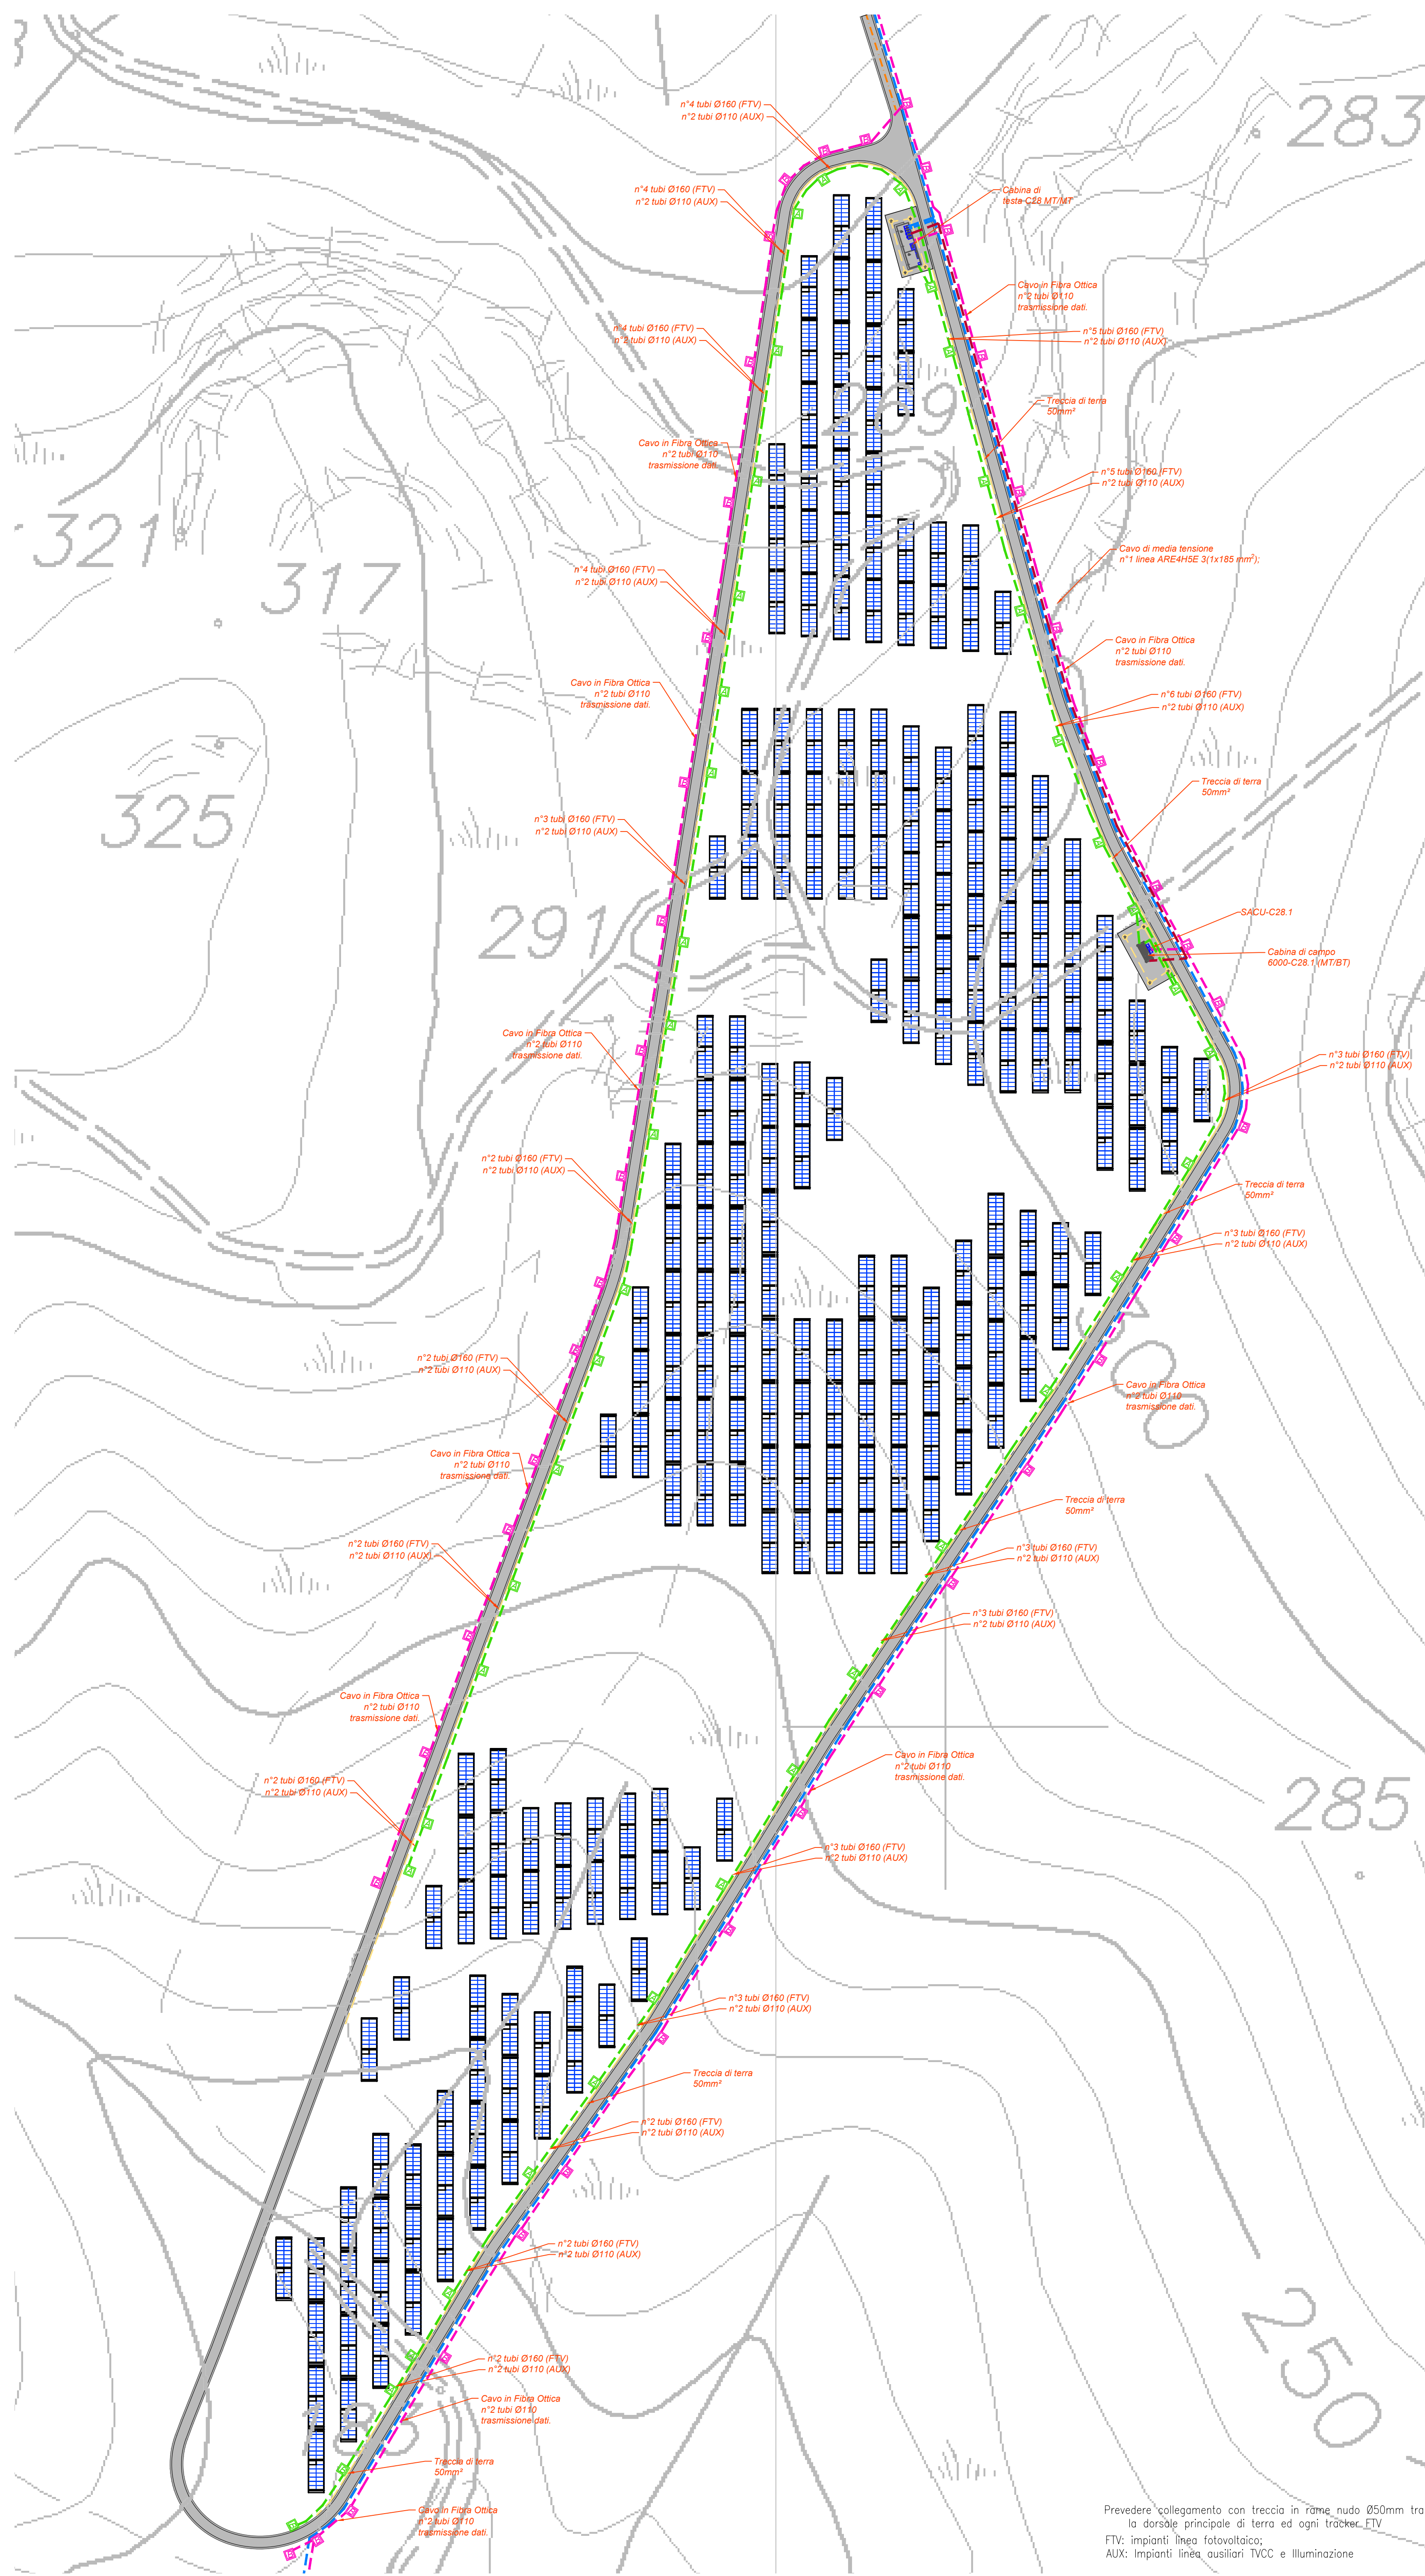 283
n°4 tubi Ø160 (FTV)
n°2 tubi Ø110 (AUX)
n°4 tubi Ø160 (FTV)
n°2 tubi Ø110 (AUX)
Cabina di
testa C28 MT/MT
Cavo in Fibra Ottica
n°2 tubi Ø110
trasmissione dati.
n°4 tubi Ø160 (FTV)
n°2 tubi Ø110 (AUX)
n°5 tubi Ø160 (FTV)
n°2 tubi Ø110 (AUX)
269
Treccia di terra
50mm²
Cavo in Fibra Ottica
n°2 tubi Ø110
trasmissione dati.
n°5 tubi Ø160 (FTV)
n°2 tubi Ø110 (AUX)
321
317
Cavo di media tensione
n°1 linea ARE4H5E 3(1x185 mm²);
n°4 tubi Ø160 (FTV)
n°2 tubi Ø110 (AUX)
Cavo in Fibra Ottica
n°2 tubi Ø110
trasmissione dati.
Cavo in Fibra Ottica
n°2 tubi Ø110
trasmissione dati.
n°6 tubi Ø160 (FTV)
n°2 tubi Ø110 (AUX)
Treccia di terra
50mm²
325
n°3 tubi Ø160 (FTV)
n°2 tubi Ø110 (AUX)
291
SACU-C28.1
Cabina di campo
6000-C28.1 (MT/BT)
Cavo in Fibra Ottica
n°2 tubi Ø110
trasmissione dati.
n°3 tubi Ø160 (FTV)
n°2 tubi Ø110 (AUX)
n°2 tubi Ø160 (FTV)
n°2 tubi Ø110 (AUX)
Treccia di terra
50mm²
n°3 tubi Ø160 (FTV)
n°2 tubi Ø110 (AUX)
n°2 tubi Ø160 (FTV)
n°2 tubi Ø110 (AUX)
Cavo in Fibra Ottica
n°2 tubi Ø110
trasmissione dati.
Cavo in Fibra Ottica
n°2 tubi Ø110
trasmissione dati.
Treccia di terra
50mm²
n°2 tubi Ø160 (FTV)
n°2 tubi Ø110 (AUX)
n°3 tubi Ø160 (FTV)
n°2 tubi Ø110 (AUX)
n°3 tubi Ø160 (FTV)
n°2 tubi Ø110 (AUX)
Cavo in Fibra Ottica
n°2 tubi Ø110
trasmissione dati.
Cavo in Fibra Ottica
n°2 tubi Ø110
trasmissione dati.
n°2 tubi Ø160 (FTV)
n°2 tubi Ø110 (AUX)
285
n°3 tubi Ø160 (FTV)
n°2 tubi Ø110 (AUX)
n°3 tubi Ø160 (FTV)
n°2 tubi Ø110 (AUX)
Treccia di terra
50mm²
n°2 tubi Ø160 (FTV)
n°2 tubi Ø110 (AUX)
n°2 tubi Ø160 (FTV)
n°2 tubi Ø110 (AUX)
250
n°2 tubi Ø160 (FTV)
n°2 tubi Ø110 (AUX)
Cavo in Fibra Ottica
n°2 tubi Ø110
trasmissione dati.
Treccia di terra
50mm²
Cavo in Fibra Ottica
n°2 tubi Ø110
trasmissione dati.
Prevedere collegamento con treccia in rame nudo Ø50mm tra
la dorsale principale di terra ed ogni tracker FTV
FTV: impianti linea fotovoltaico;
AUX: Impianti linea ausiliari TVCC e Illuminazione